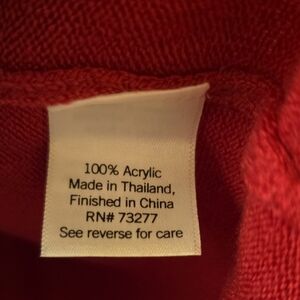 100% Acrylic
Made in Thailand,
Finished in China
RN# 73277
See reverse for care